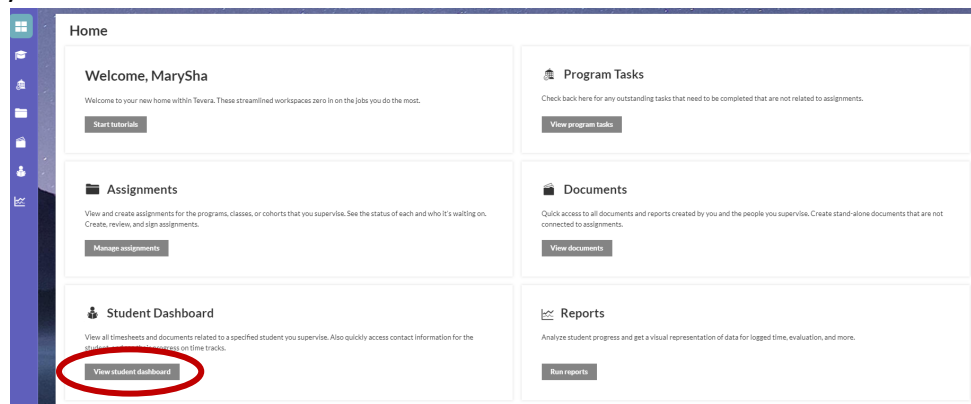 Home
Welcome, MarySha
Welcome to your new home within Tevera. These streamlined workspaces zero in on the jobs you do the most.
Start tutorials
Program Tasks
Check back here for any outstanding tasks that need to be completed that are not related to assignments.
View program tasks
Assignments
View and create assignments for the programs, classes, or cohorts that you supervise. See the status of each and who it's waiting on.
Create, review, and sign assignments.
Manage assignments
Documents
Quick access to all documents and reports created by you and the people you supervise. Create stand-alone documents that are not
connected to assignments.
View documents
Student Dashboard
View all timesheets and documents related to a specified student you supervise. Also quickly access contact information for the
progress on time tracks.
View student dashboard
Reports
Analyze student progress and get a visual representation of data for logged time, evaluation, and more.
Run reports